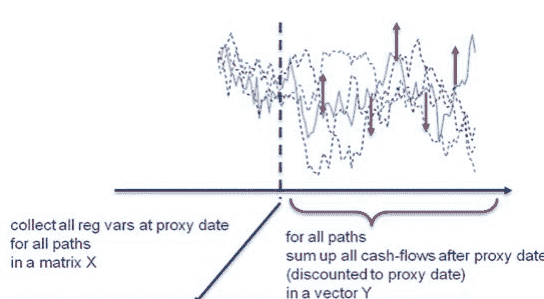 collect all reg vars at proxy date
for all paths
in a matrix X
for all paths
sum up all cash-flows after proxy date
(discounted to proxy date)
in a vector Y